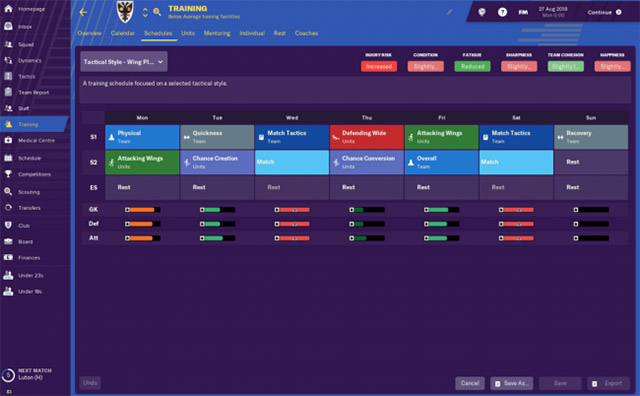 Homepage
Inbox
Squad
Dynamics
Tactics
Team Report
Staff
Training
Medical Centre
Schedule
Competitions
Scouting
Transfers
Club
Board
Finances
Under 23s
Under 18s
NEXT MATCH
Luton (H)
TRAINING
Below Average training facilities
FM
27 Aug 2018
Mon 0:00
Continue
Overview Calendar Schedules Units Mentoring Individual Rest Coaches
Tactical Style - Wing Pl...
INJURY RISK CONDITION FATIGUE SHARPNESS TEAM COHESION HAPPINESS
Increased Slightly... Reduced Slightly... Slightly I... Slightly...
A training schedule focused on a selected tactical style.
Mon Tue Wed Thu Fri Sat Sun
S1 Physical Quickness Match Tactics Defending Wide Attacking Wings Match Tactics Recovery
Team Team Team Units Units Team Team
S2 Attacking Wings Chance Creation Match Chance Conversion Overall Match Rest
Units Units Units Team
ES Rest Rest Rest Rest Rest Rest Rest
GK
Def
Att
Undo Cancel Save As... Save Export